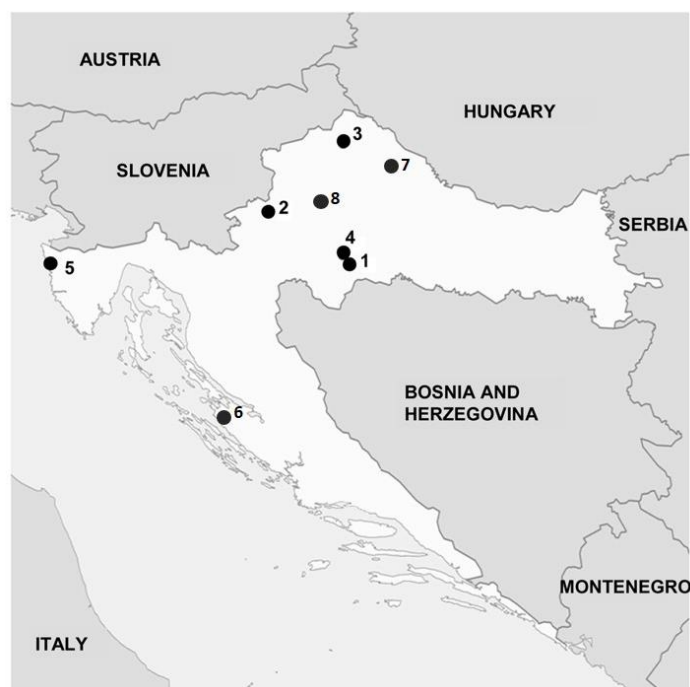 AUSTRIA
HUNGARY
3
SLOVENIA
7
8
2
SERBIA
4
1
5
BOSNIA AND
HERZEGOVINA
6
MONTENEGRO
ITALY